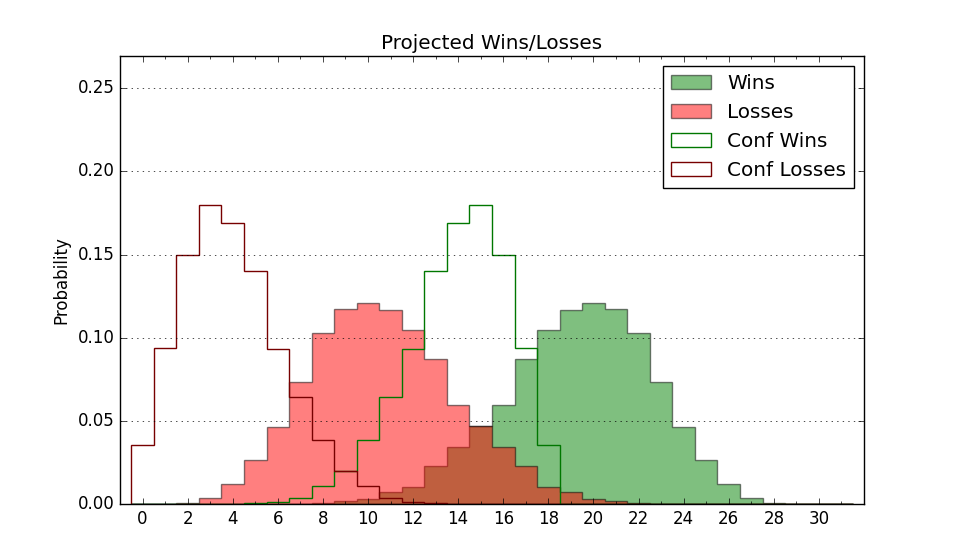 Projected Wins/Losses
0.25
0.20
0.15
0.10
0.05
0.00
Probability
Wins
Losses
Conf Wins
Conf Losses
0 2 4 6 8 10 12 14 16 18 20 22 24 26 28 30